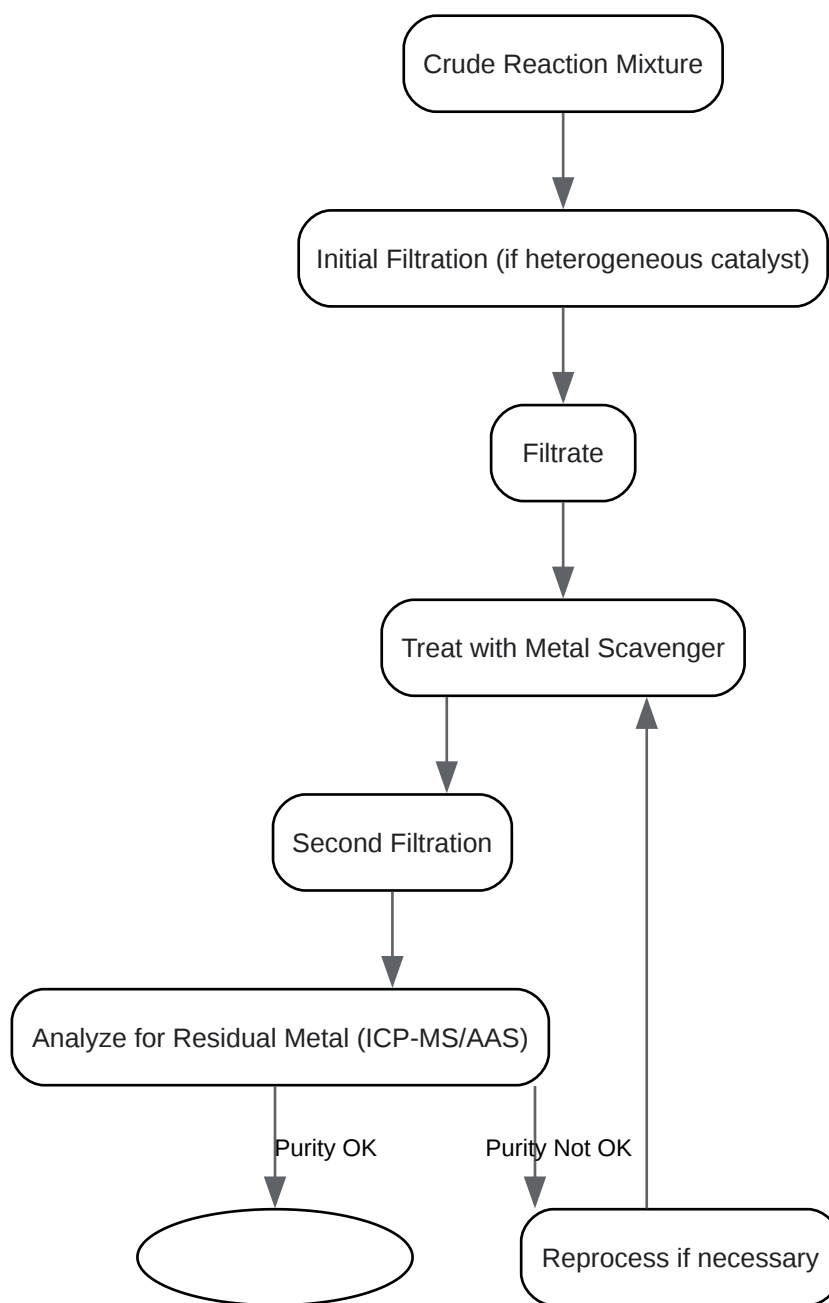 Crude Reaction Mixture
Initial Filtration (if heterogeneous catalyst)
Filtrate
Treat with Metal Scavenger
Second Filtration
Analyze for Residual Metal (ICP-MS/AAS)
Purity OK
Purity Not OK
Reprocess if necessary